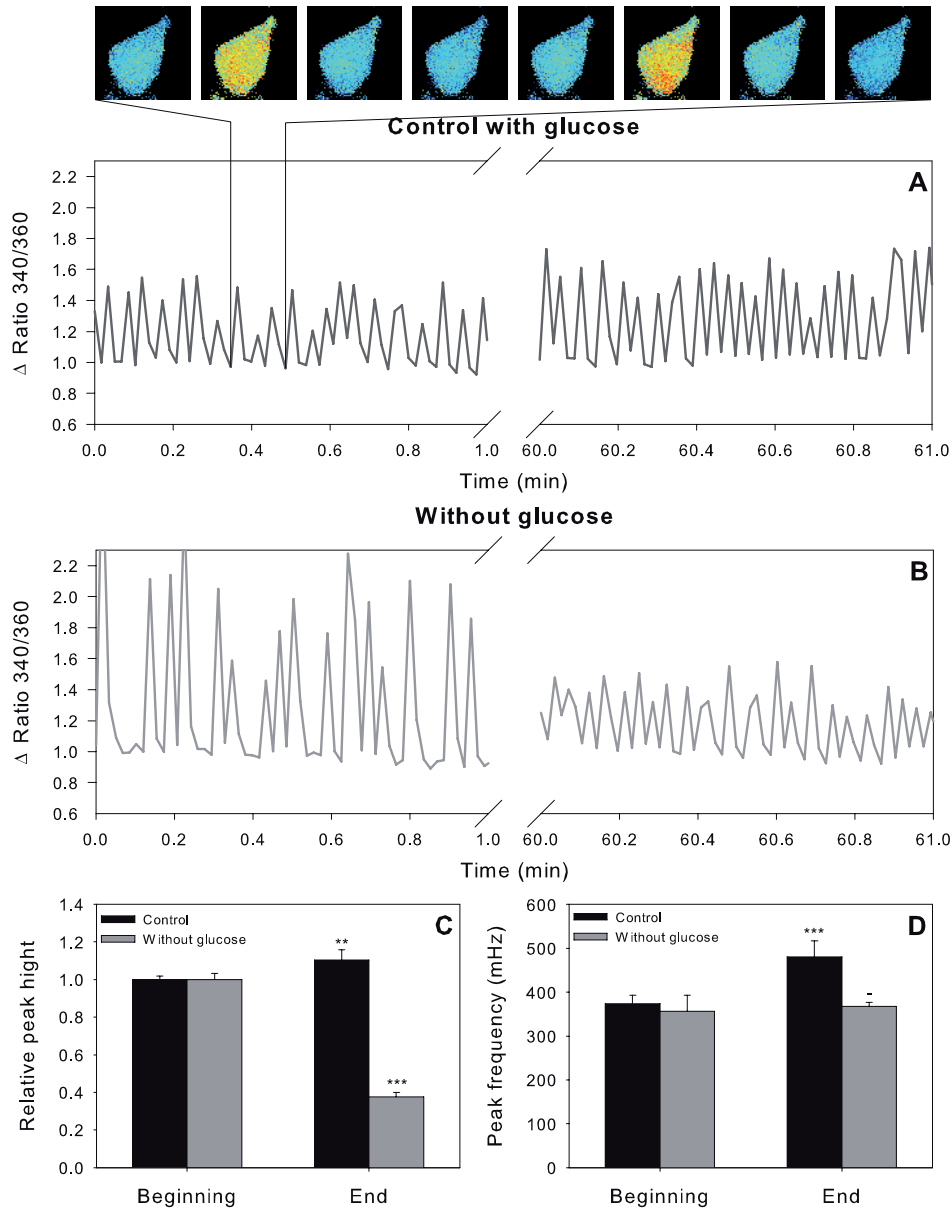 Control with glucose
A
Δ Ratio 340/360
2.2
2.0
1.8
1.6
1.4
1.2
1.0
0.8
0.6
0.0 0.2 0.4 0.6 0.8 1.0 60.0 60.2 60.4 60.6 60.8 61.0
Time (min)
Without glucose
B
Δ Ratio 340/360
2.2
2.0
1.8
1.6
1.4
1.2
1.0
0.8
0.6
0.0 0.2 0.4 0.6 0.8 1.0 60.0 60.2 60.4 60.6 60.8 61.0
Time (min)
C
Control
Without glucose
Relative peak hight
1.4
1.2
1.0
0.8
0.6
0.4
0.2
0.0
**
***
Beginning End
D
Control
Without glucose
Peak frequency (mHz)
600
500
400
300
200
100
0
***
-
Beginning End